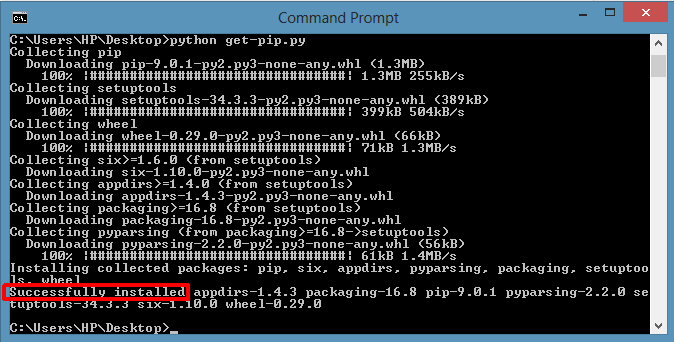 Command Prompt
C:\Users\HP\Desktop>python get-pip.py
Collecting pip
  Downloading pip-9.0.1-py2.py3-none-any.whl (1.3MB)
    100% |################################| 1.3MB 255kB/s
Collecting setuptools
  Downloading setuptools-34.3.3-py2.py3-none-any.whl (389kB)
    100% |################################| 399kB 504kB/s
Collecting wheel
  Downloading wheel-0.29.0-py2.py3-none-any.whl (66kB)
    100% |################################| 71kB 1.3MB/s
Collecting six>=1.6.0 (from setuptools)
  Downloading six-1.10.0-py2.py3-none-any.whl
Collecting appdirs>=1.4.0 (from setuptools)
  Downloading appdirs-1.4.3-py2.py3-none-any.whl
Collecting packaging>=16.8 (from setuptools)
  Downloading packaging-16.8-py2.py3-none-any.whl
Collecting pyparsing (from packaging>=16.8->setuptools)
  Downloading pyparsing-2.2.0-py2.py3-none-any.whl (56kB)
    100% |################################| 61kB 1.4MB/s
Installing collected packages: pip, six, appdirs, pyparsing, packaging, setuptoo
ls, wheel
Successfully installed appdirs-1.4.3 packaging-16.8 pip-9.0.1 pyparsing-2.2.0 se
tuptools-34.3.3 six-1.10.0 wheel-0.29.0
C:\Users\HP\Desktop>_